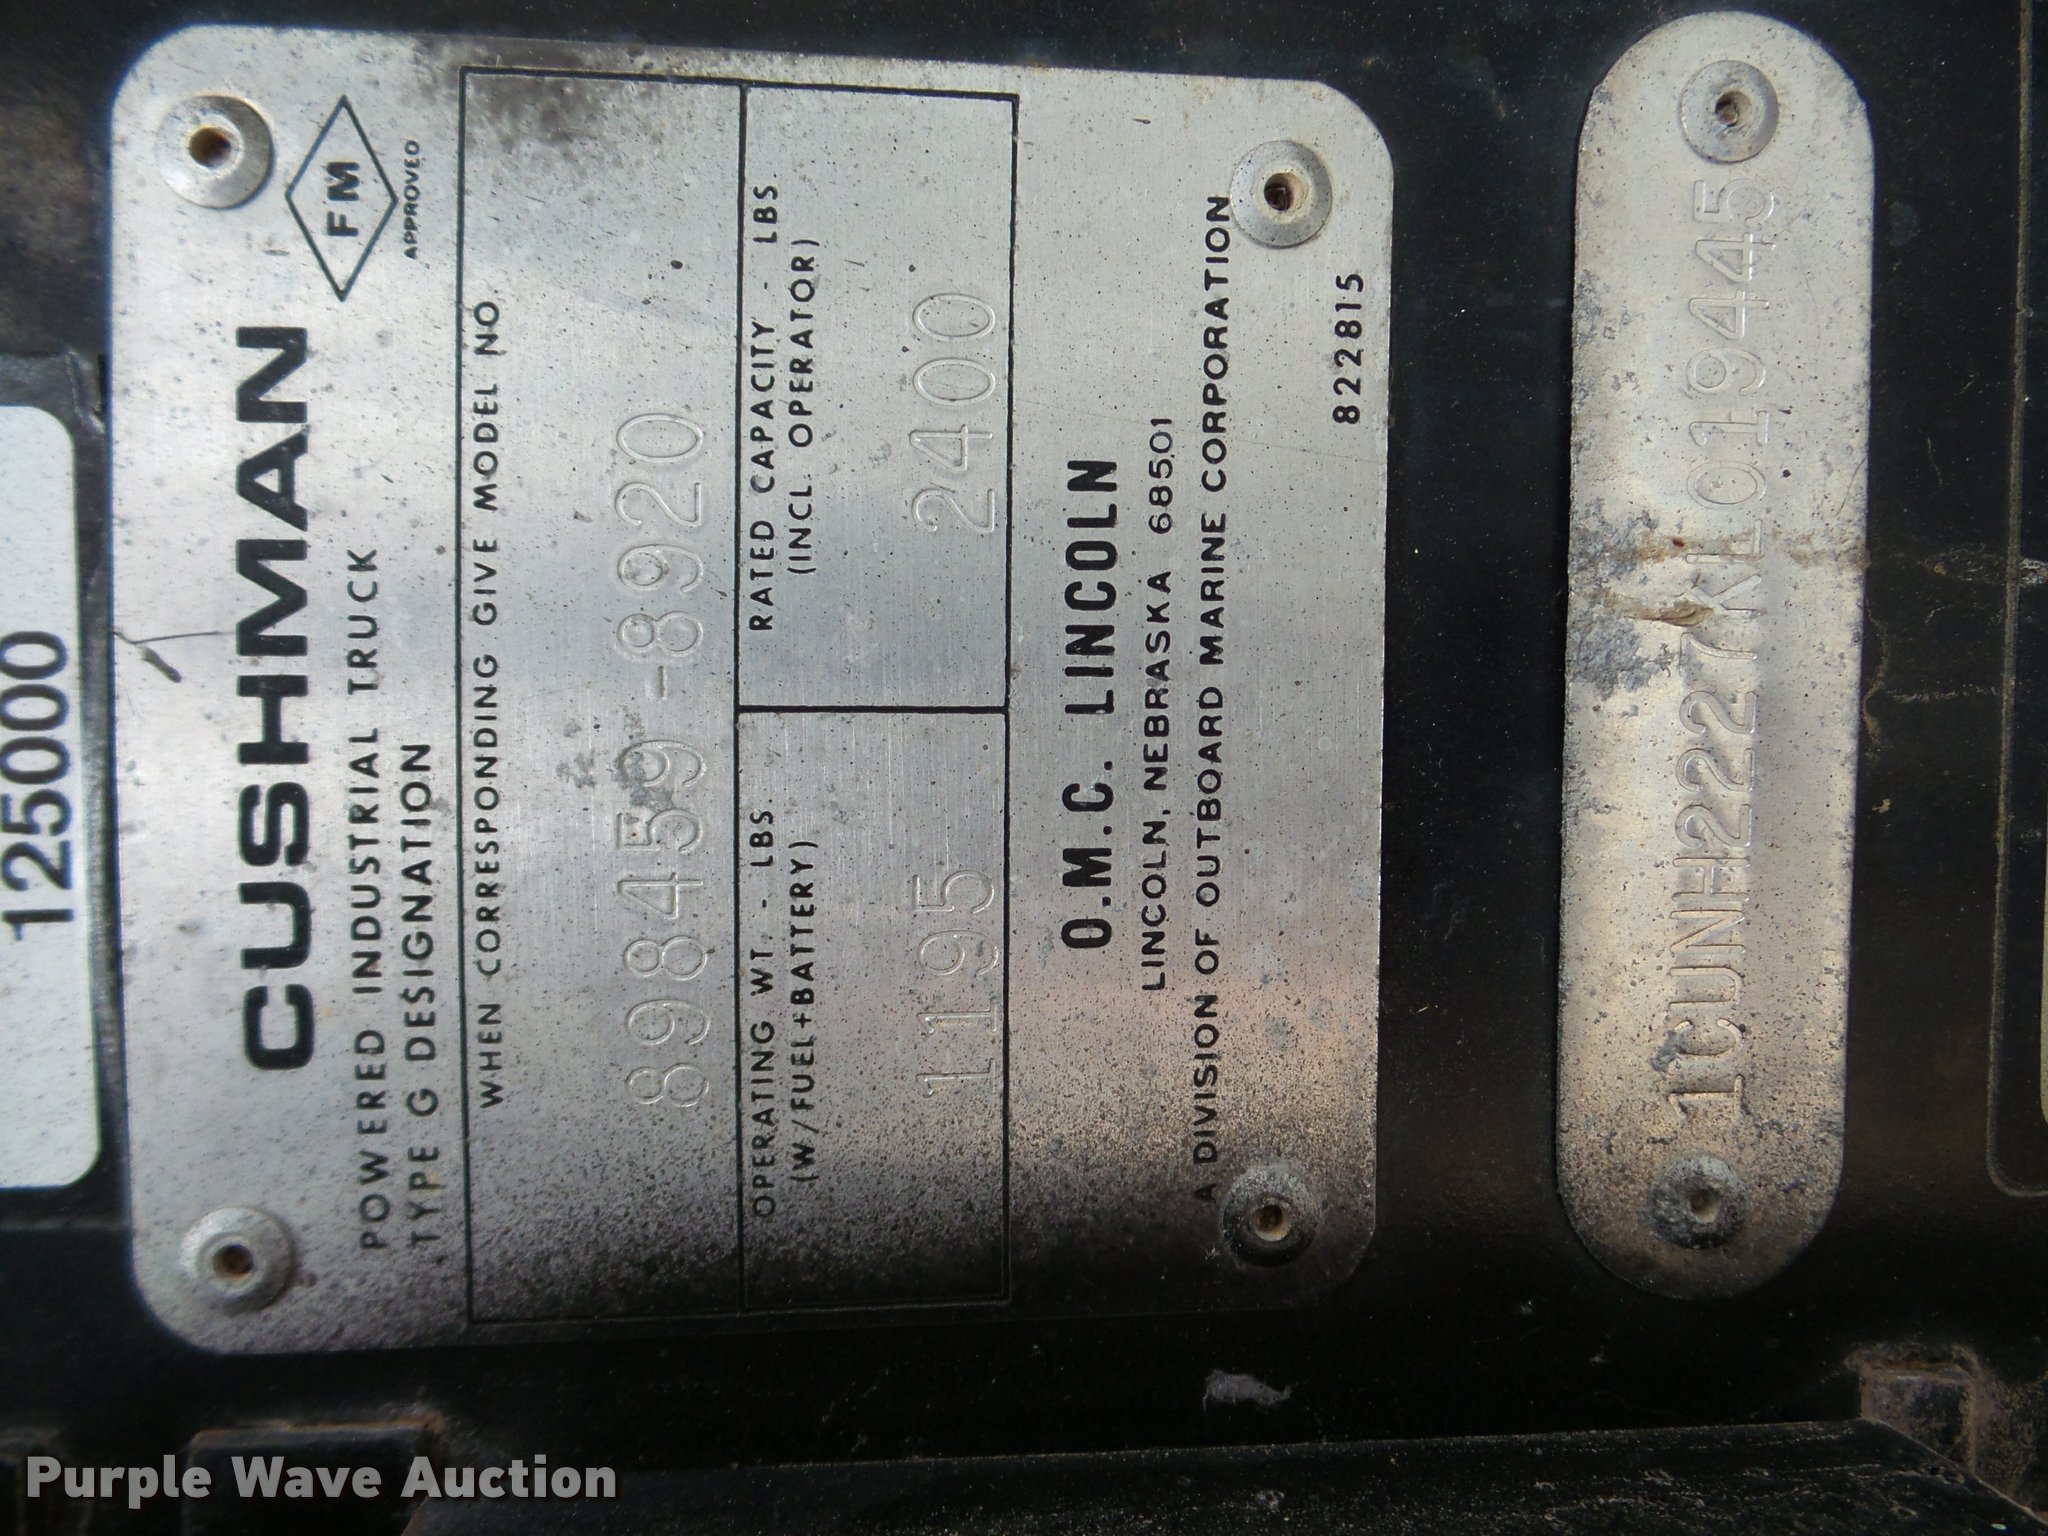 125000
CUSHMAN
FM
APPROVED
POWERED INDUSTRIAL TRUCK
TYPE G DESIGNATION
WHEN CORRESPONDING GIVE MODEL NO.
898459-8920
OPERATING WT. - LBS.
(W/FUEL+BATTERY)
1195
RATED CAPACITY - LBS.
(INCL. OPERATOR)
2400
O.M.C. LINCOLN
LINCOLN, NEBRASKA 68501
A DIVISION OF OUTBOARD MARINE CORPORATION
822815
1CUNH2227KL019445
Purple Wave Auction